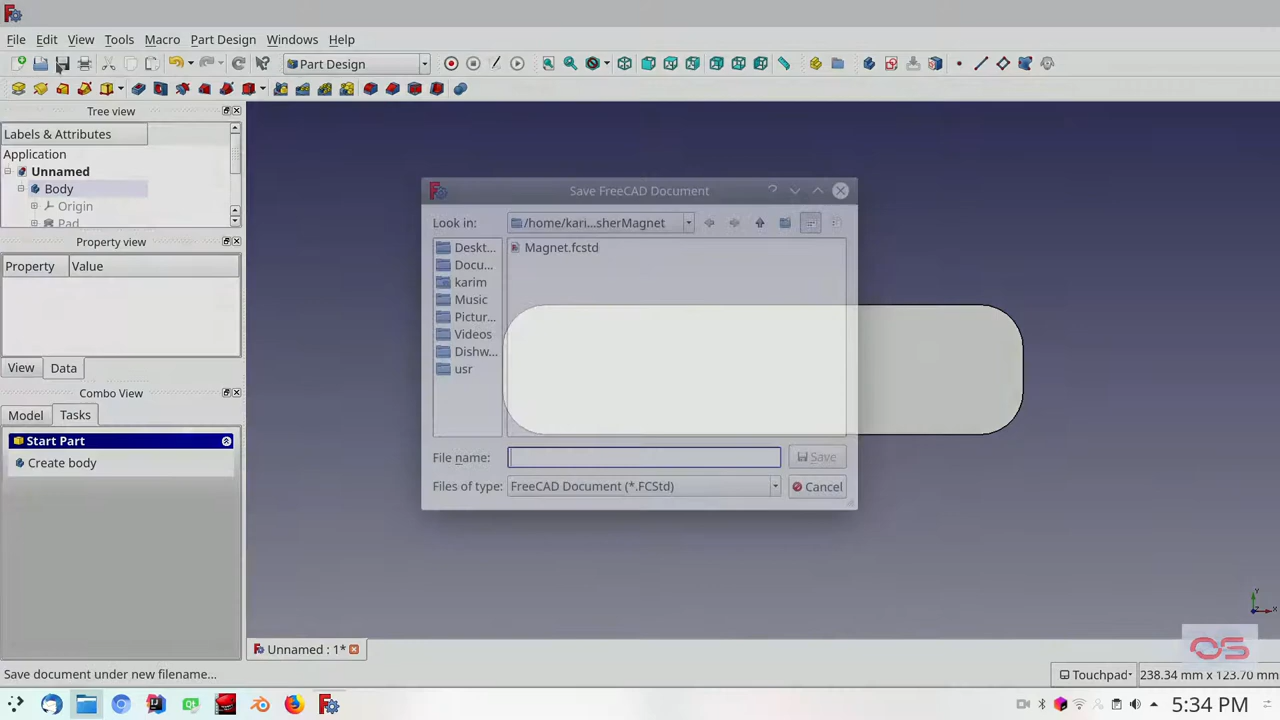 File Edit View Tools Macro Part Design Windows Help
Part Design
Tree view
Labels & Attributes
Application
Unnamed
Body
Origin
Pad
Property view
Property Value
View Data
Combo View
Model Tasks
Start Part
Create body
Save FreeCAD Document
Look in: /home/kari...sherMagnet
Deskt...
Docu...
karim
Music
Pictur...
Videos
Dishw...
usr
Magnet.fcstd
File name: Save
Files of type: FreeCAD Document (*.FCStd) Cancel
Y
X
OS
Unnamed : 1*
Save document under new filename...
Touchpad
238.34 mm x 123.70 mm
5:34 PM